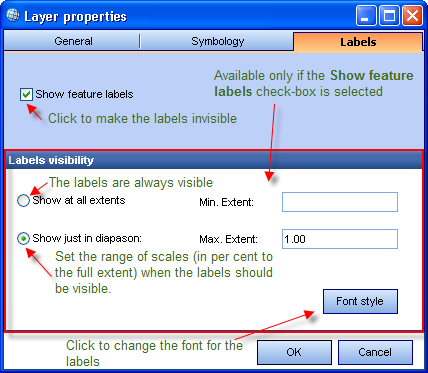 Layer properties
General
Symbology
Labels
Show feature labels
Available only if the Show feature
labels check-box is selected
Click to make the labels invisible
Labels visibility
The labels are always visible
Show at all extents
Min. Extent:
Show just in diapason:
Max. Extent:
1.00
Set the range of scales (in per cent to
the full extent) when the labels should
be visible.
Font style
Click to change the font for the
labels
OK
Cancel